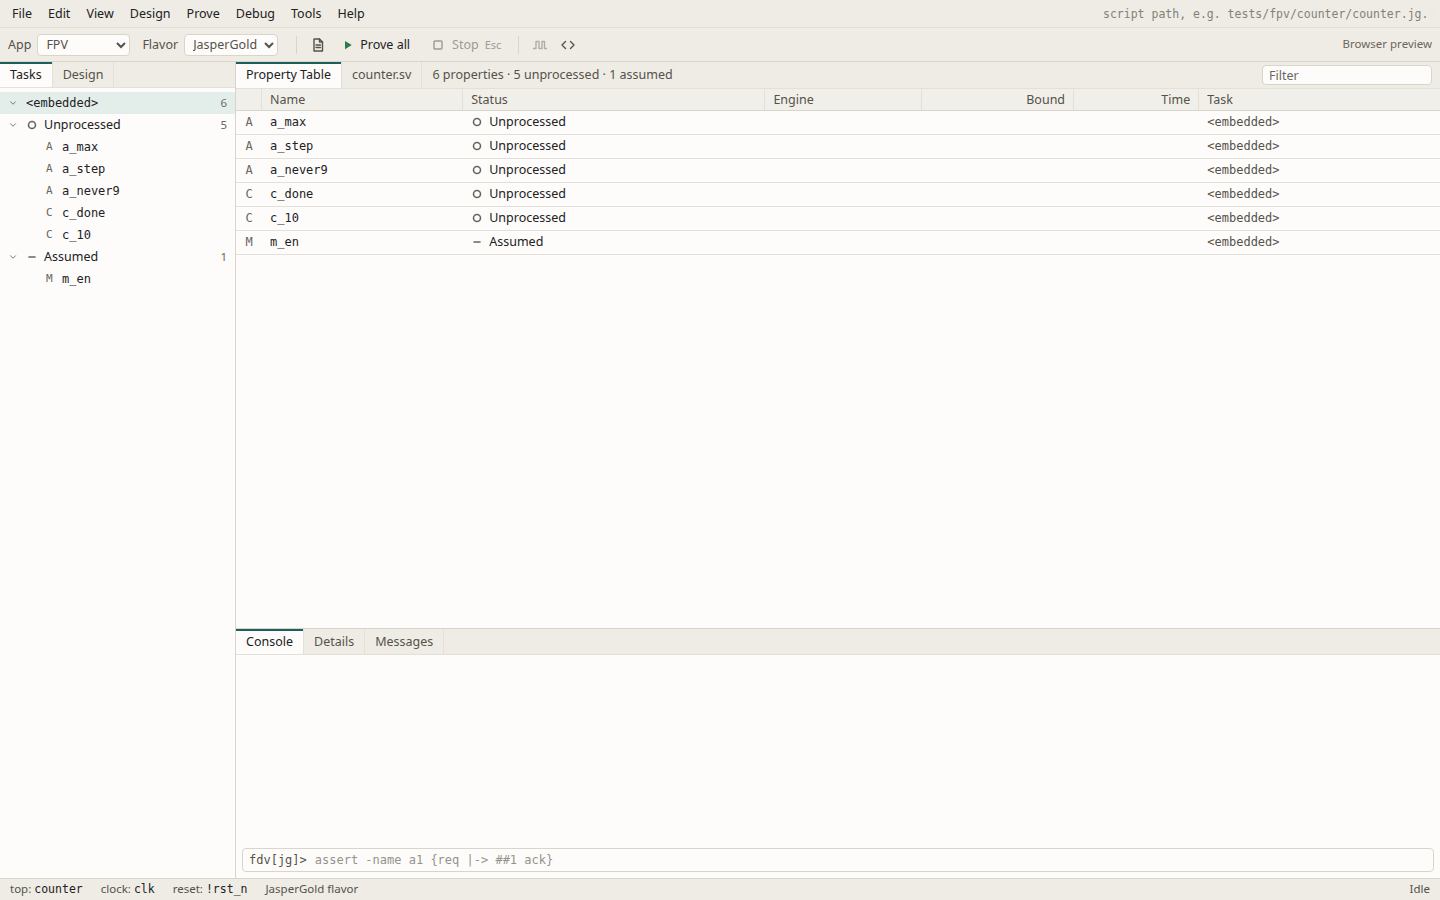 File Edit View Design Prove Debug Tools Help script path, e.g. tests/fpv/counter/counter.jg.
App FPV Flavor JasperGold Prove all Stop Esc Browser preview
Tasks Design Property Table counter.sv 6 properties · 5 unprocessed · 1 assumed Filter
<embedded> 6
Unprocessed 5
A a_max
A a_step
A a_never9
C c_done
C c_10
Assumed 1
M m_en
Name Status Engine Bound Time Task
A a_max Unprocessed <embedded>
A a_step Unprocessed <embedded>
A a_never9 Unprocessed <embedded>
C c_done Unprocessed <embedded>
C c_10 Unprocessed <embedded>
M m_en Assumed <embedded>
Console Details Messages
fdv[jg]> assert -name a1 {req |-> ##1 ack}
top: counter clock: clk reset: !rst_n JasperGold flavor Idle